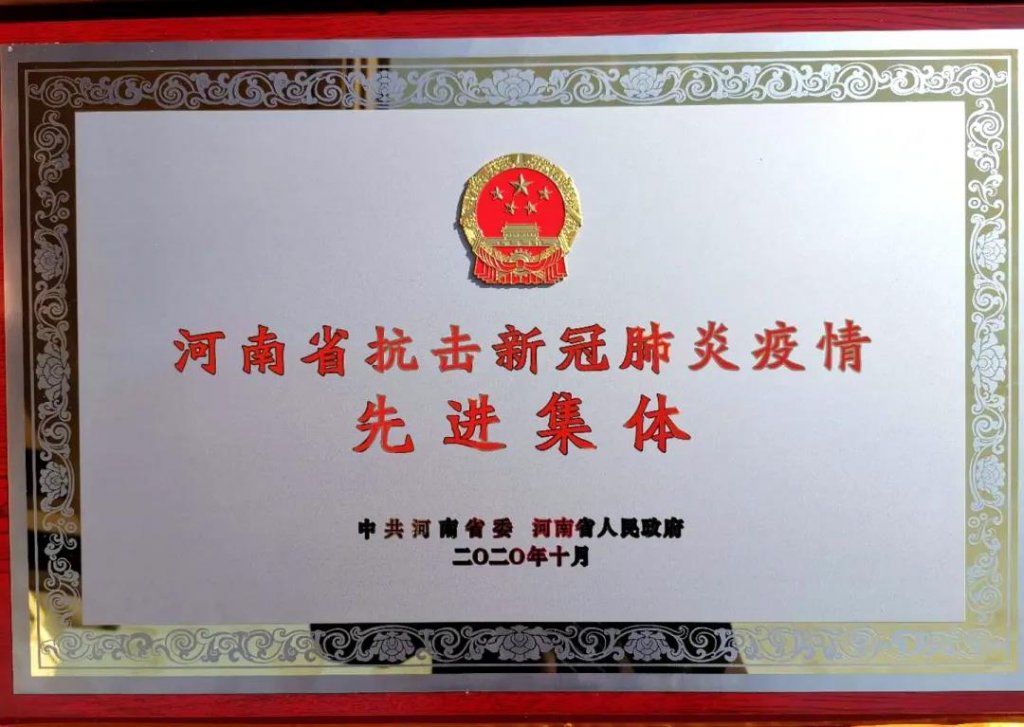 河南省抗击新冠肺炎疫情
先进集体
中共河南省委 河南省人民政府
二〇二〇年十月